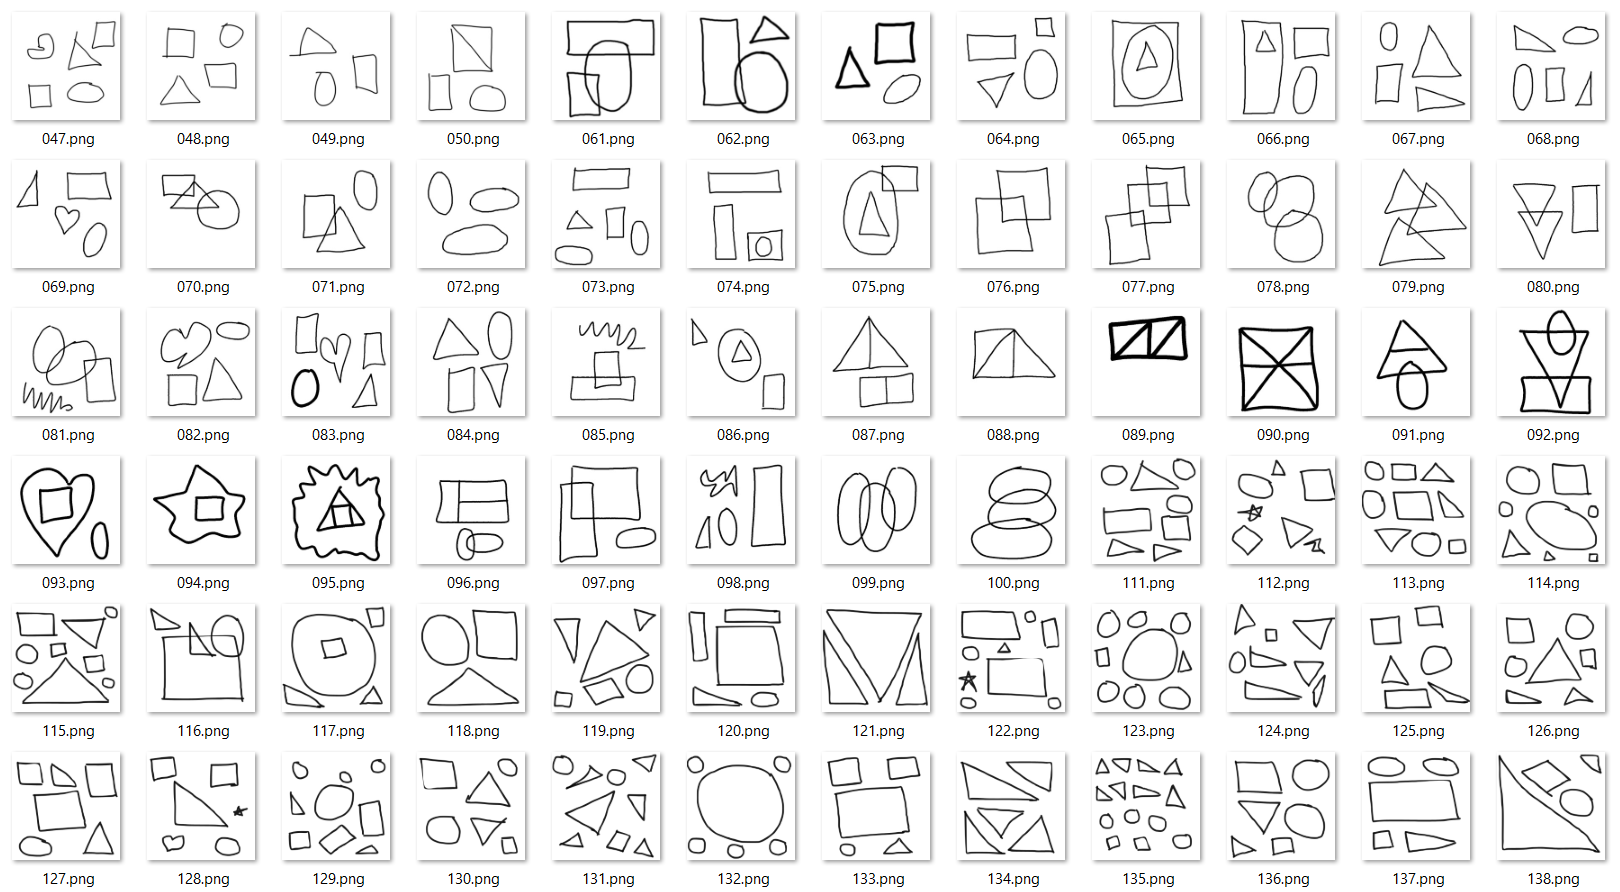 047.png 048.png 049.png 050.png 061.png 062.png 063.png 064.png 065.png 066.png 067.png 068.png
069.png 070.png 071.png 072.png 073.png 074.png 075.png 076.png 077.png 078.png 079.png 080.png
081.png 082.png 083.png 084.png 085.png 086.png 087.png 088.png 089.png 090.png 091.png 092.png
093.png 094.png 095.png 096.png 097.png 098.png 099.png 100.png 111.png 112.png 113.png 114.png
115.png 116.png 117.png 118.png 119.png 120.png 121.png 122.png 123.png 124.png 125.png 126.png
127.png 128.png 129.png 130.png 131.png 132.png 133.png 134.png 135.png 136.png 137.png 138.png